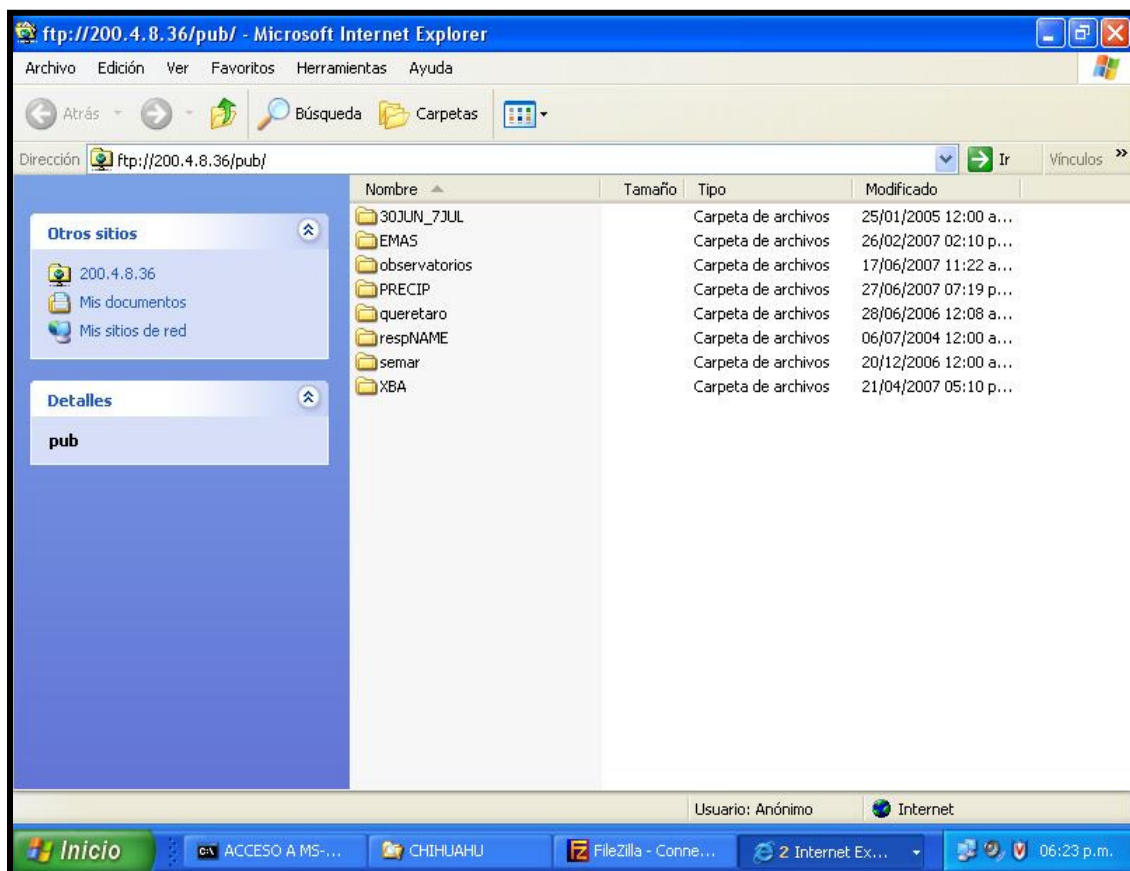 ftp://200.4.8.36/pub/ - Microsoft Internet Explorer
Archivo Edición Ver Favoritos Herramientas Ayuda
Atrás Búsqueda Carpetas
Dirección ftp://200.4.8.36/pub/ Ir Vínculos »
Nombre Tamaño Tipo Modificado
Otros sitios
200.4.8.36
Mis documentos
Mis sitios de red
Detalles
pub
30JUN_7JUL Carpeta de archivos 25/01/2005 12:00 a...
EMAS Carpeta de archivos 26/02/2007 02:10 p...
observatorios Carpeta de archivos 17/06/2007 11:22 a...
PRECIP Carpeta de archivos 27/06/2007 07:19 p...
queretaro Carpeta de archivos 28/06/2006 12:08 a...
respNAME Carpeta de archivos 06/07/2004 12:00 a...
semar Carpeta de archivos 20/12/2006 12:00 a...
XBA Carpeta de archivos 21/04/2007 05:10 p...
Usuario: Anónimo Internet
Inicio ACCESO A MS-... CHIHUAHU FileZilla - Conne... 2 Internet Ex... 06:23 p.m.